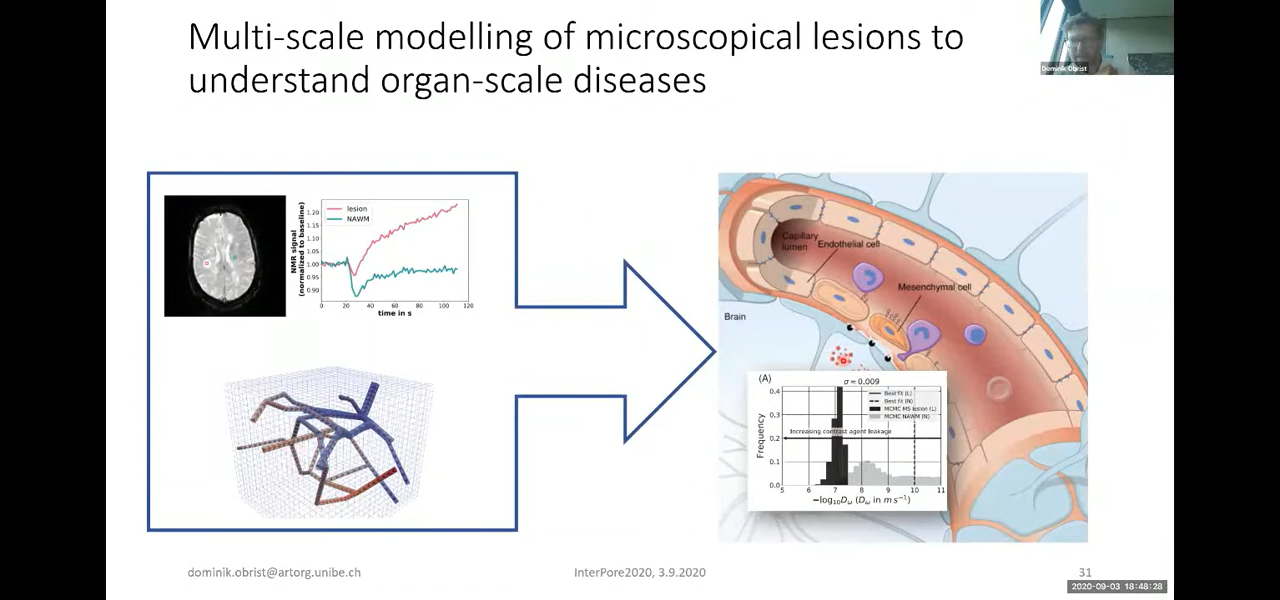 Multi-scale modelling of microscopical lesions to
understand organ-scale diseases
Dominik Obrist
NMR signal
(normalized to baseline)
1.20
1.15
1.10
1.05
1.00
0.95
0.90
lesion
NAWM
0 20 40 60 80 100 120
time in s
Capillary
lumen
Endothelial cell
Mesenchymal cell
Brain
(A)
σ = 0.009
Frequency
0.4
0.3
0.2
0.1
0.0
Best fit (L)
Best fit (N)
MCMC MS lesion (L)
MCMC NAWM (N)
Increasing contrast agent leakage
5 6 7 8 9 10 11
−log₁₀Dω (Dω in m s⁻¹)
dominik.obrist@artorg.unibe.ch
InterPore2020, 3.9.2020
31
2020-09-03 18:48:28